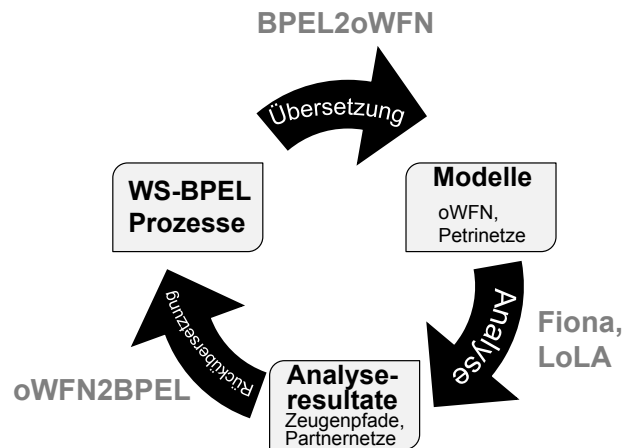 BPEL2oWFN
Übersetzung
WS-BPEL
Prozesse
Modelle
oWFN,
Petrinetze
Analyse
Fiona,
LoLA
Analyse-
resultate
Zeugenpfade,
Partnernetze
Rückübersetzung
oWFN2BPEL